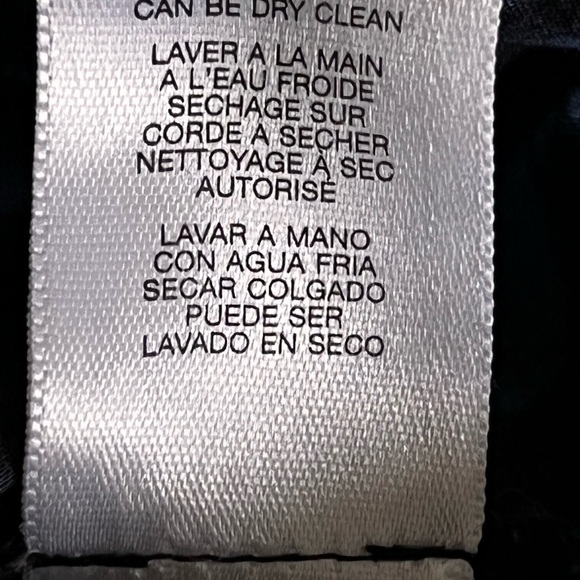 CAN BE DRY CLEAN
LAVER A LA MAIN
A L'EAU FROIDE
SECHAGE SUR
CORDE A SECHER
NETTOYAGE À SEC
AUTORISÉ
LAVAR A MANO
CON AGUA FRIA
SECAR COLGADO
PUEDE SER
LAVADO EN SECO